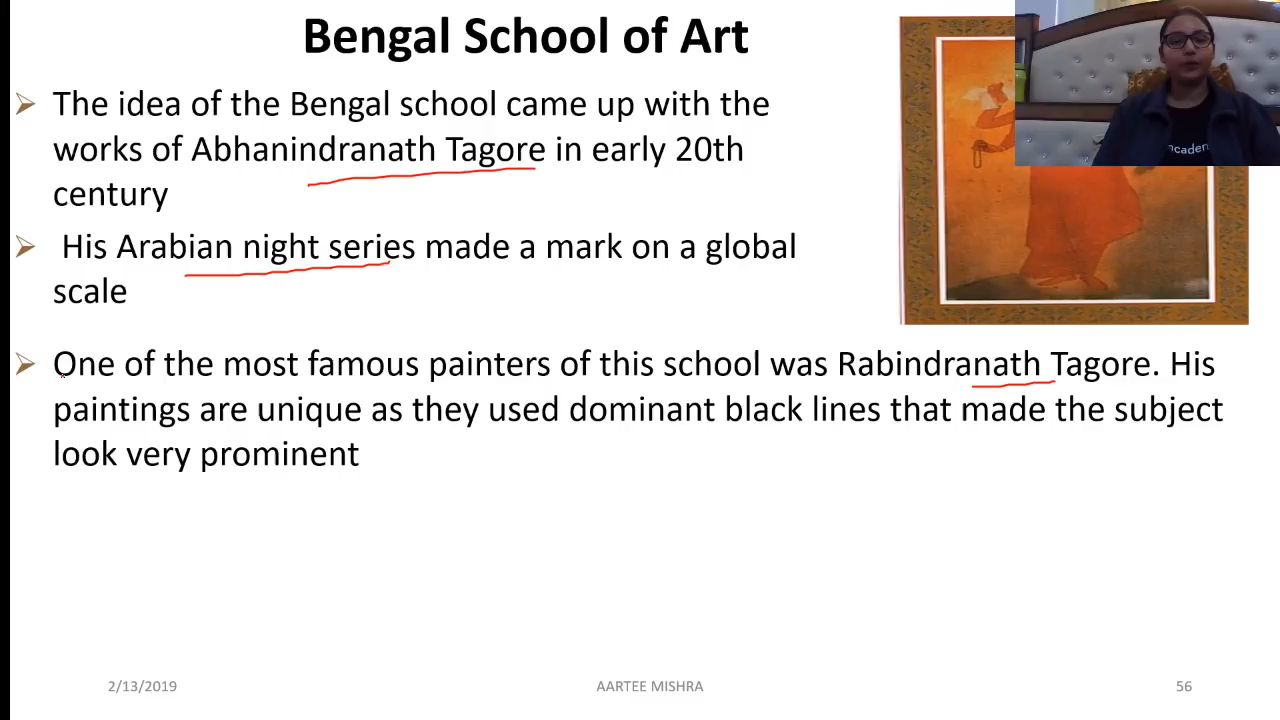 Bengal School of Art
The idea of the Bengal school came up with the
works of Abhanindranath Tagore in early 20th
century
His Arabian night series made a mark on a global
scale
One of the most famous painters of this school was Rabindranath Tagore. His
paintings are unique as they used dominant black lines that made the subject
look very prominent
ncaden
2/13/2019 AARTEE MISHRA 56